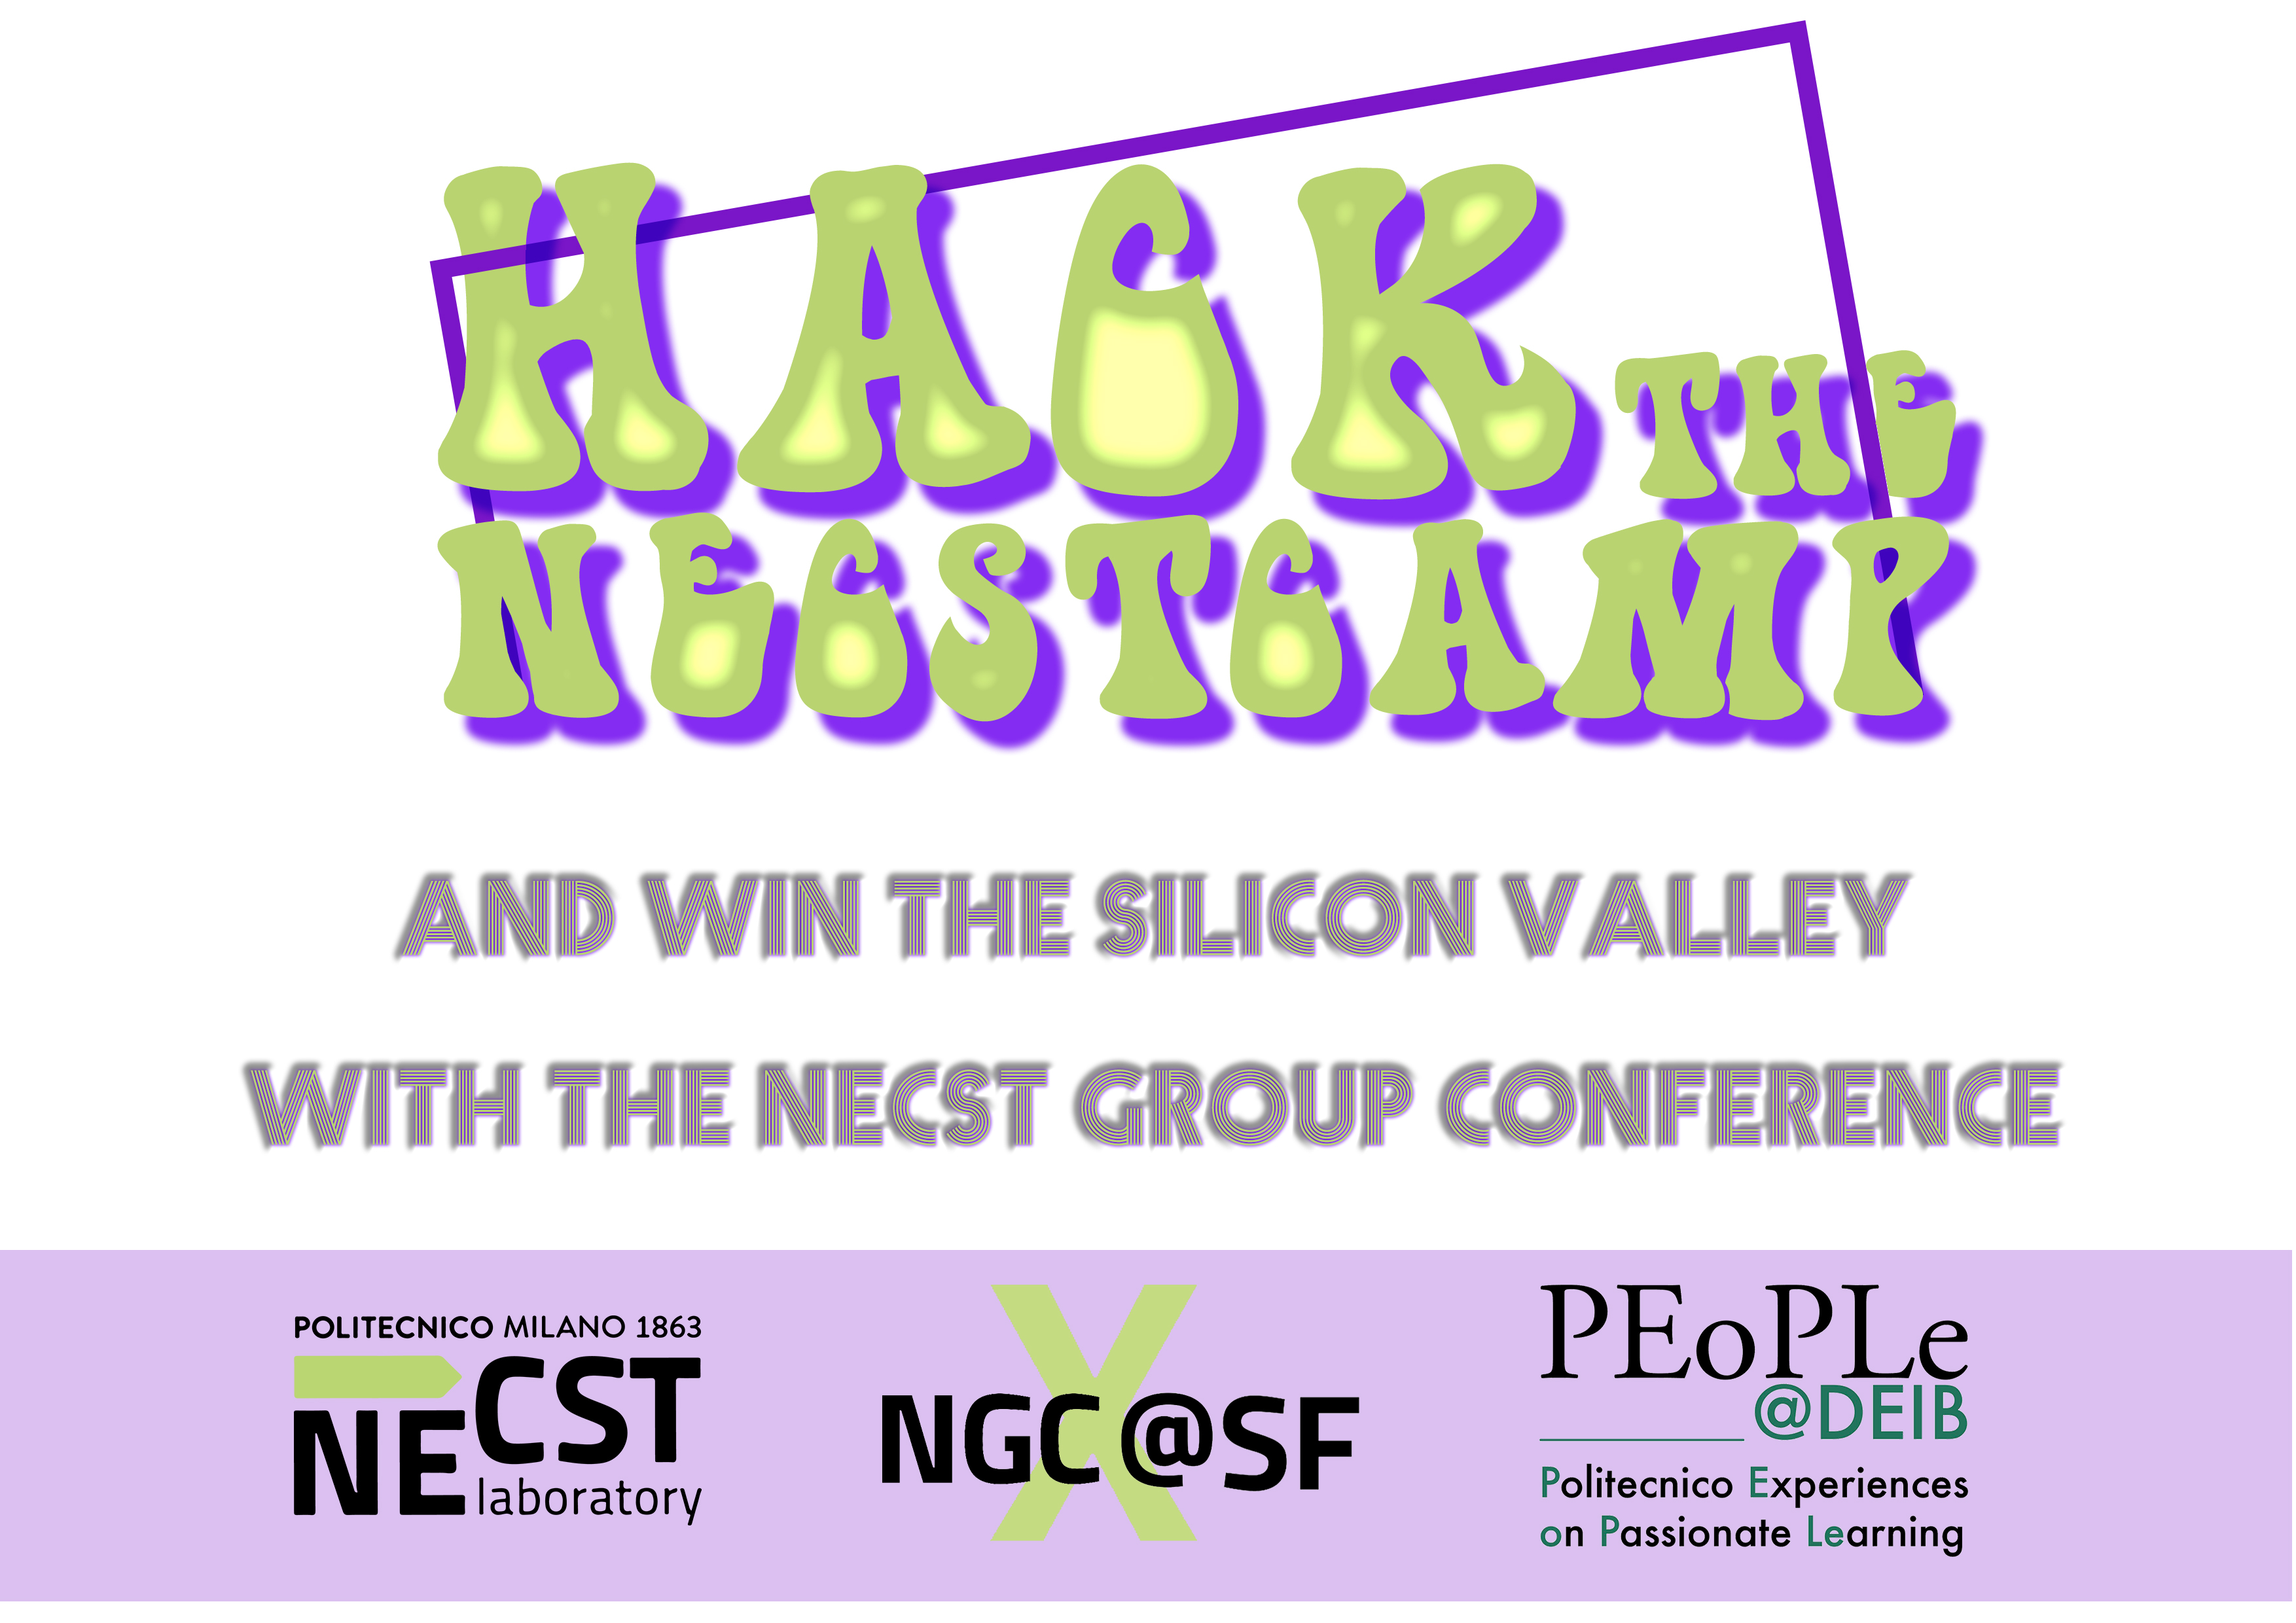 HACK THE
NECSTCAMP
AND WIN THE SILICON VALLEY
WITH THE NECST GROUP CONFERENCE
POLITECNICO MILANO 1863
NECST
laboratory
X
NGC@SF
PEoPLe
@DEIB
Politecnico Experiences
on Passionate Learning